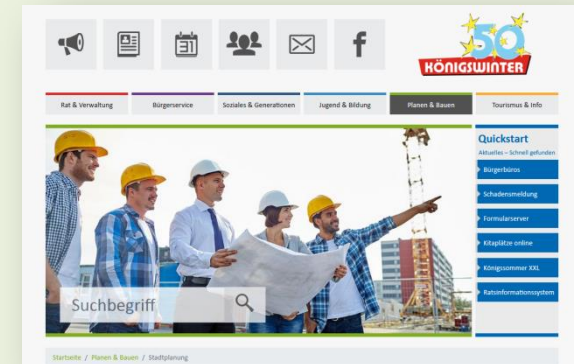 31
f
50
KÖNIGSWINTER
Rat & Verwaltung
Bürgerservice
Soziales & Generationen
Jugend & Bildung
Planen & Bauen
Tourismus & Info
Quickstart
Aktuelles – Schnell gefunden
Bürgerbüros
Schadensmeldung
Formularserver
Kitaplätze online
Königssommer XXL
Ratsinformationssystem
Suchbegriff
Startseite / Planen & Bauen / Stadtplanung